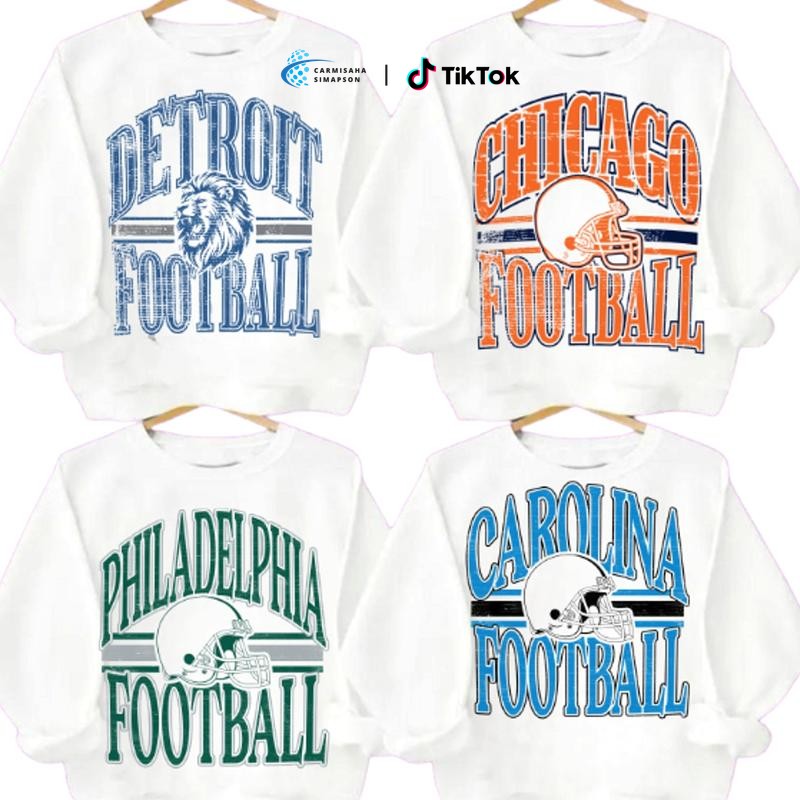 CARMISAHA
SIMAPSON
TikTok
DETROIT
FOOTBALL
CHICAGO
FOOTBALL
PHILADELPHIA
FOOTBALL
CAROLINA
FOOTBALL